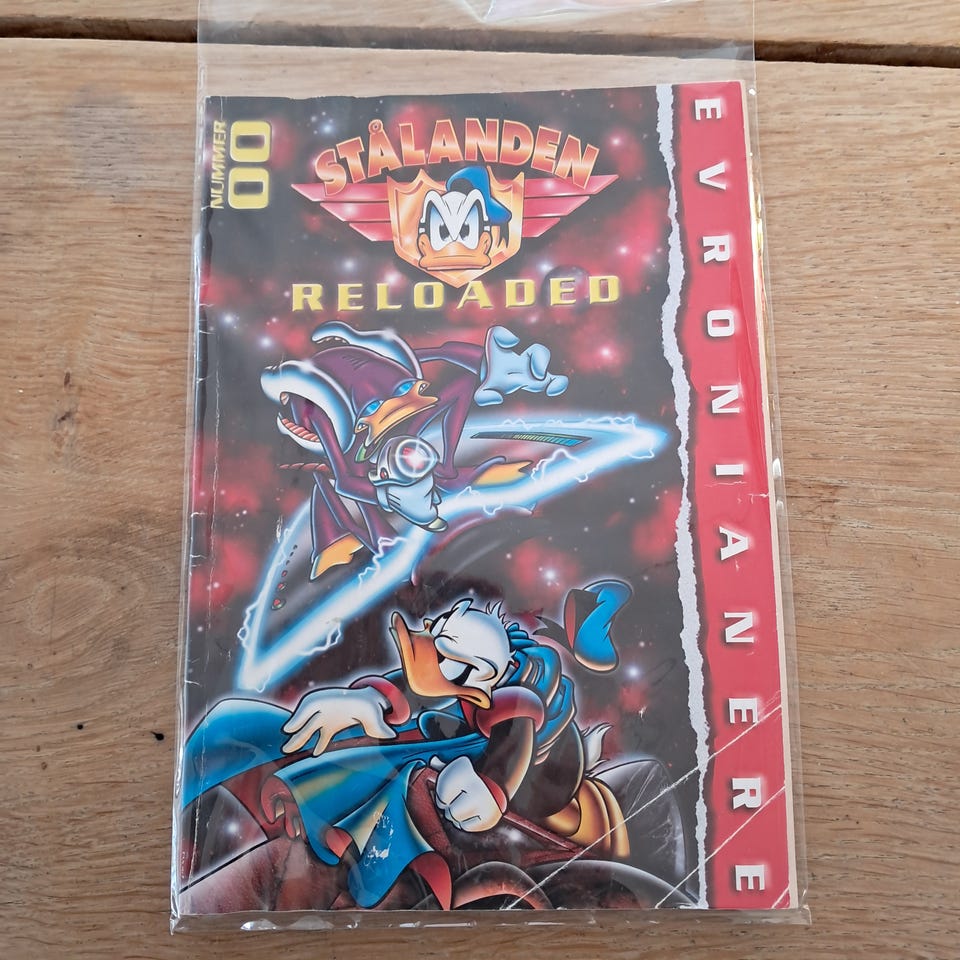 NUMMER
00
STÅLANDEN
RELOADED
EVRONIANERE